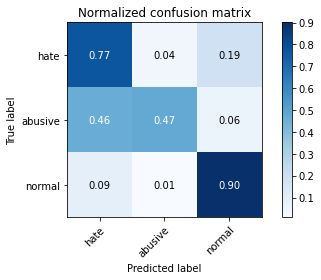 Normalized confusion matrix
True label
hate 0.77 0.04 0.19
abusive 0.46 0.47 0.06
normal 0.09 0.01 0.90
hate abusive normal
Predicted label
0.9
0.8
0.7
0.6
0.5
0.4
0.3
0.2
0.1